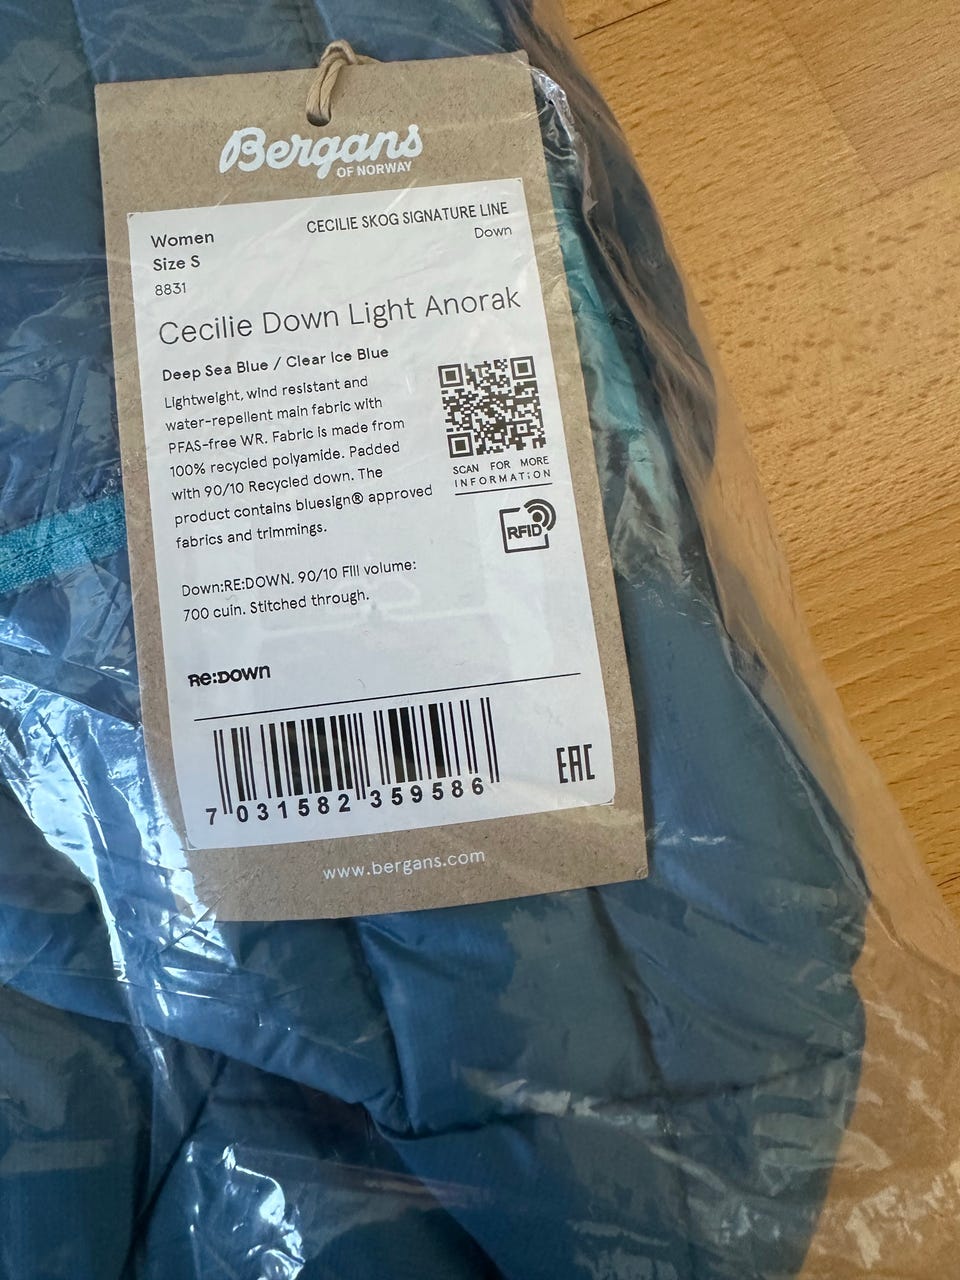 Bergans
OF NORWAY
Women
CECILIE SKOG SIGNATURE LINE
Size S
Down
8831
Cecilie Down Light Anorak
Deep Sea Blue / Clear Ice Blue
Lightweight, wind resistant and
water-repellent main fabric with
PFAS-free WR. Fabric is made from
100% recycled polyamide. Padded
with 90/10 Recycled down. The
product contains bluesign® approved
fabrics and trimmings.
SCAN FOR MORE
INFORMATiON
RFID
Down:RE:DOWN. 90/10 Fill volume:
700 cuin. Stitched through.
Re:DOWN
7 031582 359586
EAC
www.bergans.com